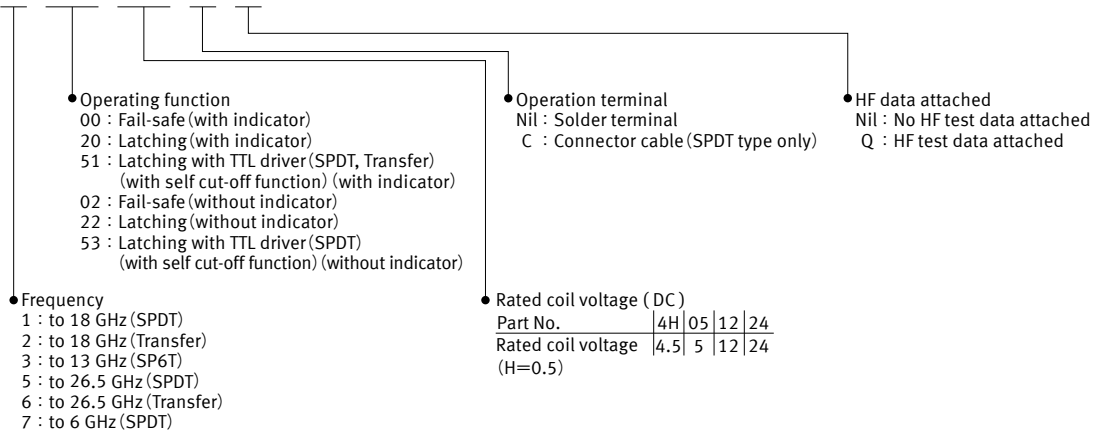 Operating function
00 : Fail-safe (with indicator)
20 : Latching (with indicator)
51 : Latching with TTL driver (SPDT, Transfer)
(with self cut-off function) (with indicator)
02 : Fail-safe (without indicator)
22 : Latching (without indicator)
53 : Latching with TTL driver (SPDT)
(with self cut-off function) (without indicator)
Operation terminal
Nil : Solder terminal
C : Connector cable (SPDT type only)
HF data attached
Nil : No HF test data attached
Q : HF test data attached
Frequency
1 : to 18 GHz (SPDT)
2 : to 18 GHz (Transfer)
3 : to 13 GHz (SP6T)
5 : to 26.5 GHz (SPDT)
6 : to 26.5 GHz (Transfer)
7 : to 6 GHz (SPDT)
Rated coil voltage ( DC )
Part No. 4H 05 12 24
Rated coil voltage 4.5 5 12 24
(H=0.5)